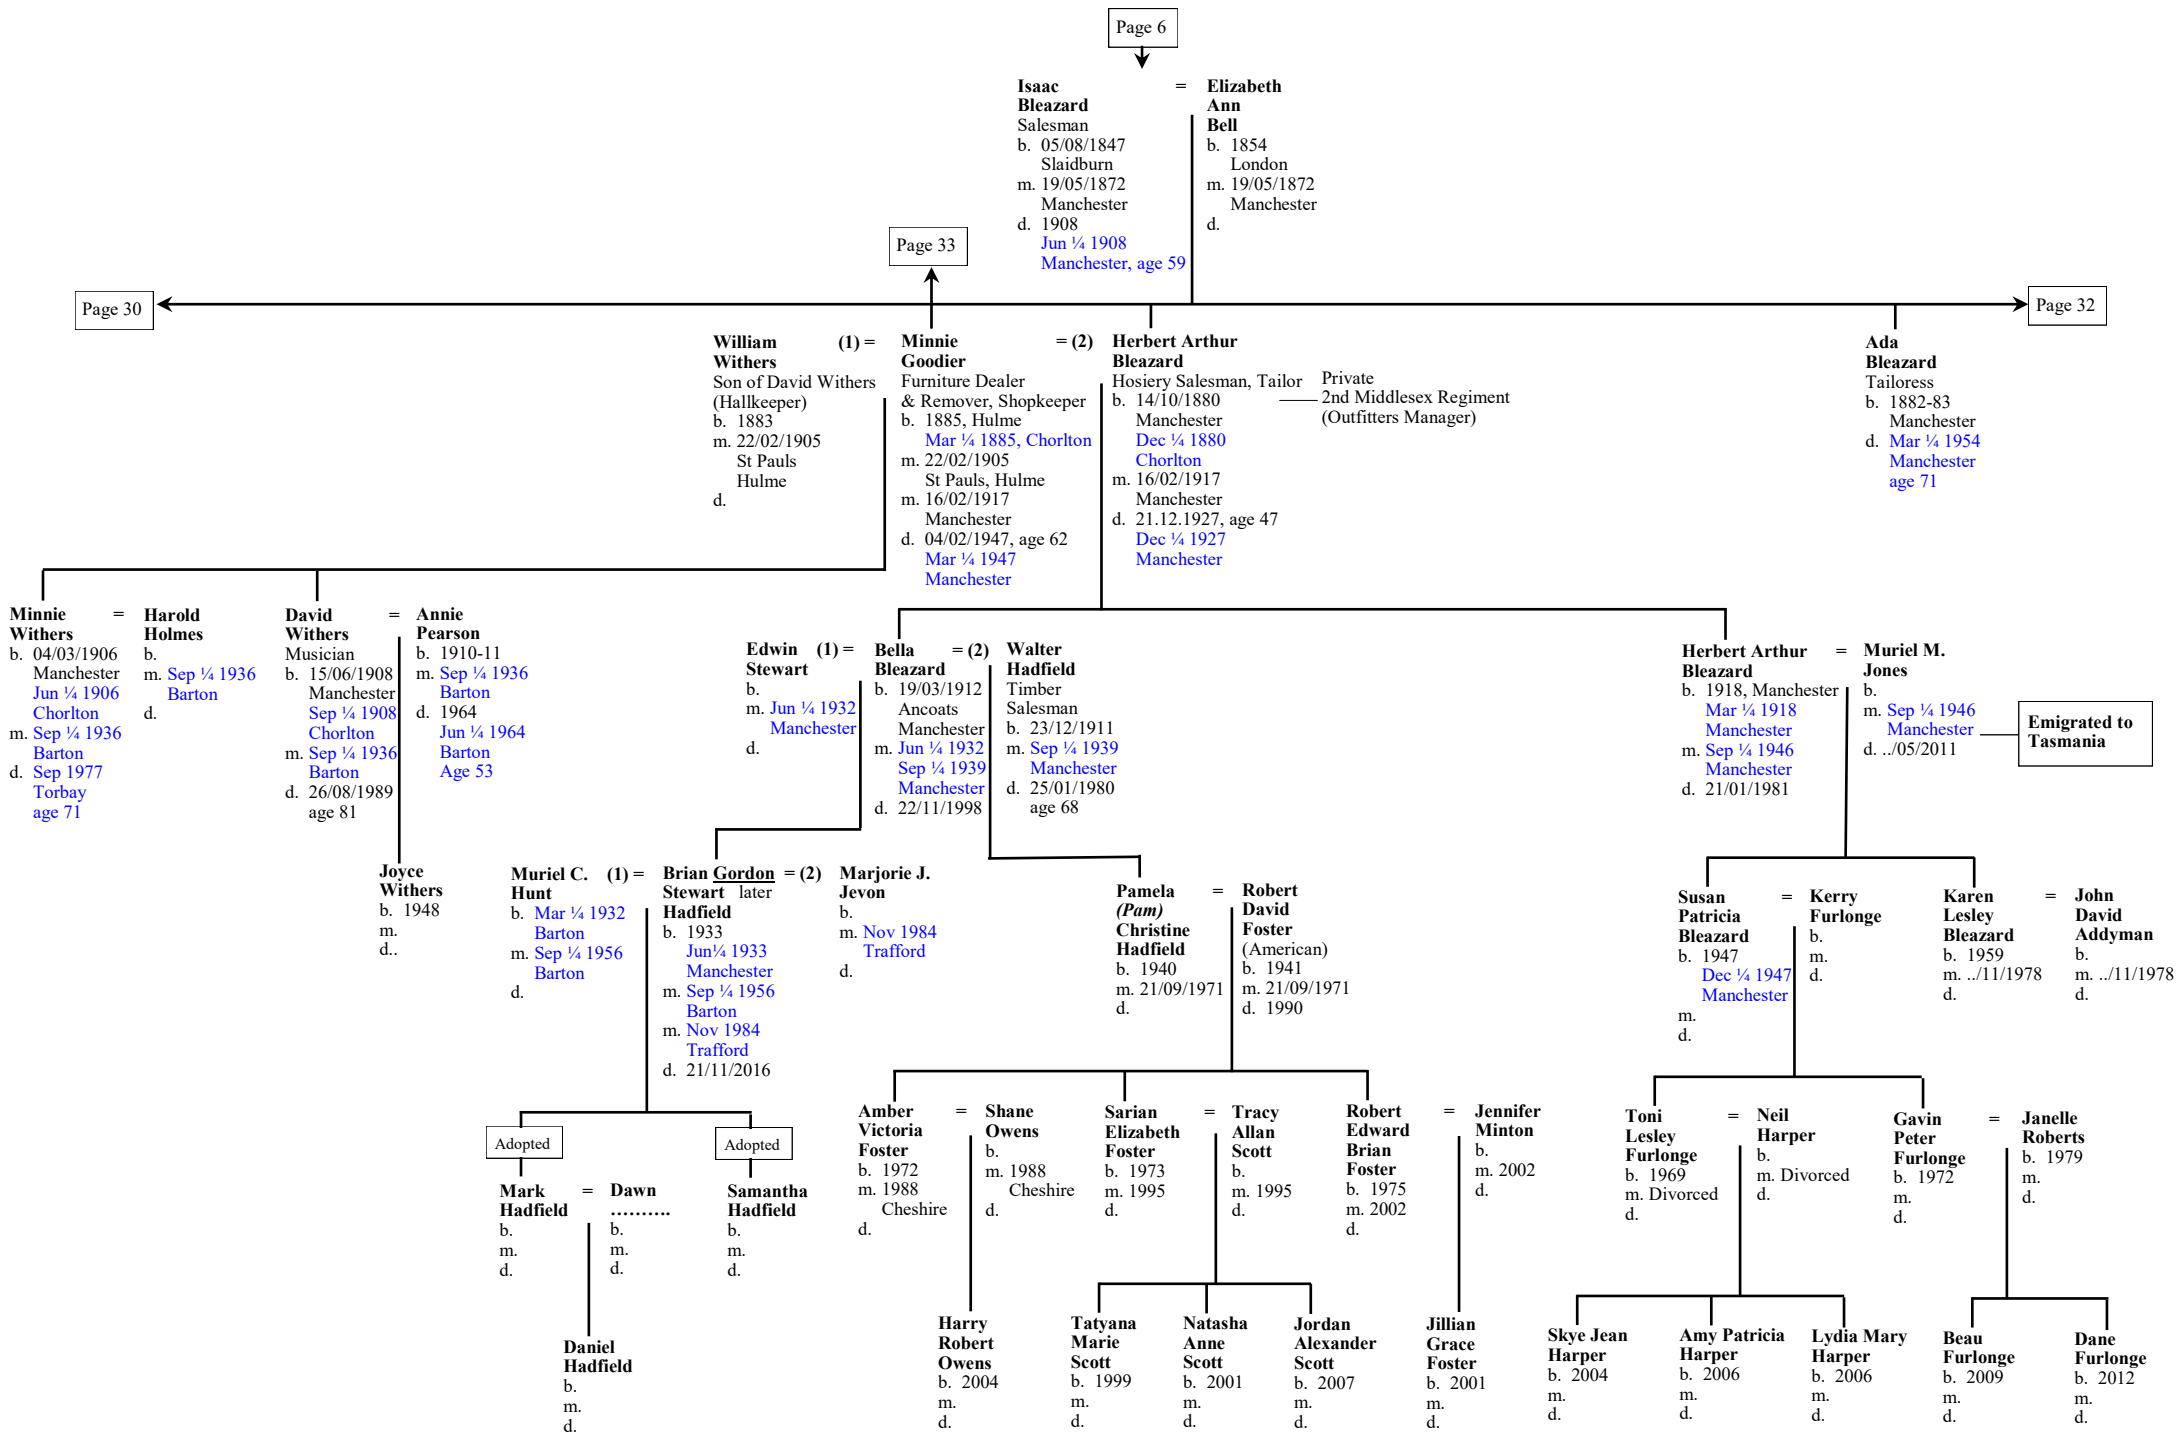 Page 6
Isaac
Bleazard
Salesman
b. 05/08/1847
Slaidburn
m. 19/05/1872
Manchester
d. 1908
Jun ¼ 1908
Manchester, age 59
=
Elizabeth
Ann
Bell
b. 1854
London
m. 19/05/1872
Manchester
d.
Page 33
Page 30
Page 32
William
Withers
Son of David Withers
(Hallkeeper)
b. 1883
m. 22/02/1905
St Pauls
Hulme
d.
(1) =
Minnie
Goodier
Furniture Dealer
& Remover, Shopkeeper
b. 1885, Hulme
Mar ¼ 1885, Chorlton
m. 22/02/1905
St Pauls, Hulme
m. 16/02/1917
Manchester
d. 04/02/1947, age 62
Mar ¼ 1947
Manchester
= (2)
Herbert Arthur
Bleazard
Hosiery Salesman, Tailor
b. 14/10/1880
Manchester
Dec ¼ 1880
Chorlton
m. 16/02/1917
Manchester
d. 21.12.1927, age 47
Dec ¼ 1927
Manchester
Private
2nd Middlesex Regiment
(Outfitters Manager)
Ada
Bleazard
Tailoress
b. 1882-83
Manchester
d. Mar ¼ 1954
Manchester
age 71
Minnie
Withers
b. 04/03/1906
Manchester
Jun ¼ 1906
Chorlton
m. Sep ¼ 1936
Barton
d. Sep 1977
Torbay
age 71
=
Harold
Holmes
b.
m. Sep ¼ 1936
Barton
d.
David
Withers
Musician
b. 15/06/1908
Manchester
Sep ¼ 1908
Chorlton
m. Sep ¼ 1936
Barton
d. 26/08/1989
age 81
=
Annie
Pearson
b. 1910-11
m. Sep ¼ 1936
Barton
d. 1964
Jun ¼ 1964
Barton
Age 53
Edwin
Stewart
b.
m. Jun ¼ 1932
Manchester
d.
(1) =
Bella
Bleazard
b. 19/03/1912
Ancoats
Manchester
m. Jun ¼ 1932
Sep ¼ 1939
Manchester
d. 22/11/1998
= (2)
Walter
Hadfield
Timber
Salesman
b. 23/12/1911
m. Sep ¼ 1939
Manchester
d. 25/01/1980
age 68
Herbert Arthur
Bleazard
b. 1918, Manchester
Mar ¼ 1918
Manchester
m. Sep ¼ 1946
Manchester
d. 21/01/1981
=
Muriel M.
Jones
b.
m. Sep ¼ 1946
Manchester
d. ../05/2011
Emigrated to
Tasmania
Joyce
Withers
b. 1948
m.
d..
Muriel C.
Hunt
b. Mar ¼ 1932
Barton
m. Sep ¼ 1956
Barton
d.
(1) =
Brian Gordon
Stewart later
Hadfield
b. 1933
Jun¼ 1933
Manchester
m. Sep ¼ 1956
Barton
m. Nov 1984
Trafford
d. 21/11/2016
= (2)
Marjorie J.
Jevon
b.
m. Nov 1984
Trafford
d.
Pamela
(Pam)
Christine
Hadfield
b. 1940
m. 21/09/1971
d.
=
Robert
David
Foster
(American)
b. 1941
m. 21/09/1971
d. 1990
Susan
Patricia
Bleazard
b. 1947
Dec ¼ 1947
Manchester
m.
d.
=
Kerry
Furlonge
b.
m.
d.
Karen
Lesley
Bleazard
b. 1959
m. ../11/1978
d.
=
John
David
Addyman
b.
m. ../11/1978
d.
Adopted
Adopted
Mark
Hadfield
b.
m.
d.
=
Dawn
……….
b.
m.
d.
Samantha
Hadfield
b.
m.
d.
Amber
Victoria
Foster
b. 1972
m. 1988
Cheshire
d.
=
Shane
Owens
b.
m. 1988
Cheshire
d.
Sarian
Elizabeth
Foster
b. 1973
m. 1995
d.
=
Tracy
Allan
Scott
b.
m. 1995
d.
Robert
Edward
Brian
Foster
b. 1975
m. 2002
d.
=
Jennifer
Minton
b.
m. 2002
d.
Toni
Lesley
Furlonge
b. 1969
m. Divorced
d.
=
Neil
Harper
b.
m. Divorced
d.
Gavin
Peter
Furlonge
b. 1972
m.
d.
=
Janelle
Roberts
b. 1979
m.
d.
Daniel
Hadfield
b.
m.
d.
Harry
Robert
Owens
b. 2004
m.
d.
Tatyana
Marie
Scott
b. 1999
m.
d.
Natasha
Anne
Scott
b. 2001
m.
d.
Jordan
Alexander
Scott
b. 2007
m.
d.
Jillian
Grace
Foster
b. 2001
m.
d.
Skye Jean
Harper
b. 2004
m.
d.
Amy Patricia
Harper
b. 2006
m.
d.
Lydia Mary
Harper
b. 2006
m.
d.
Beau
Furlonge
b. 2009
m.
d.
Dane
Furlonge
b. 2012
m.
d.